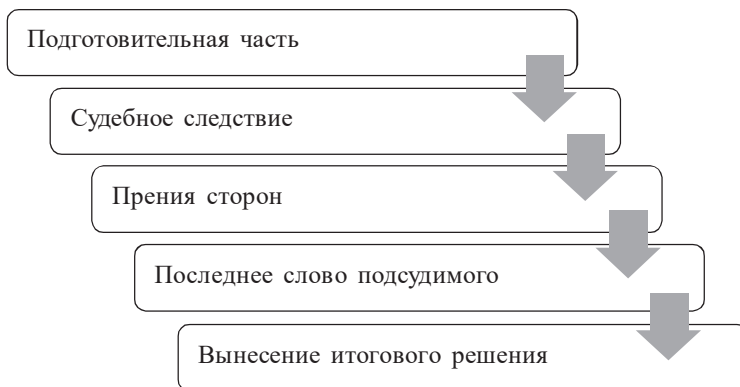 Подготовительная часть
Судебное следствие
Прения сторон
Последнее слово подсудимого
Вынесение итогового решения